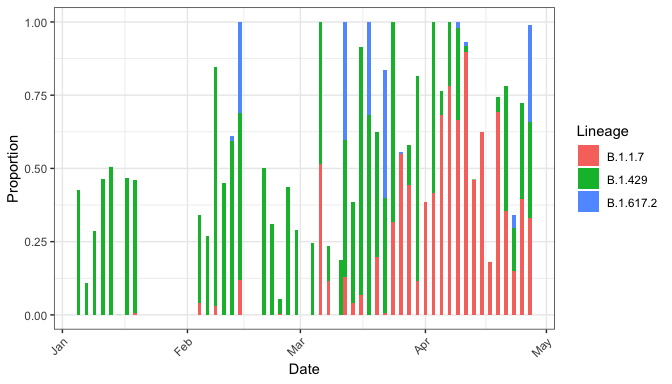 1.00
0.75
0.50
0.25
0.00
Proportion
Jan
Feb
Mar
Apr
May
Date
Lineage
B.1.1.7
B.1.429
B.1.617.2